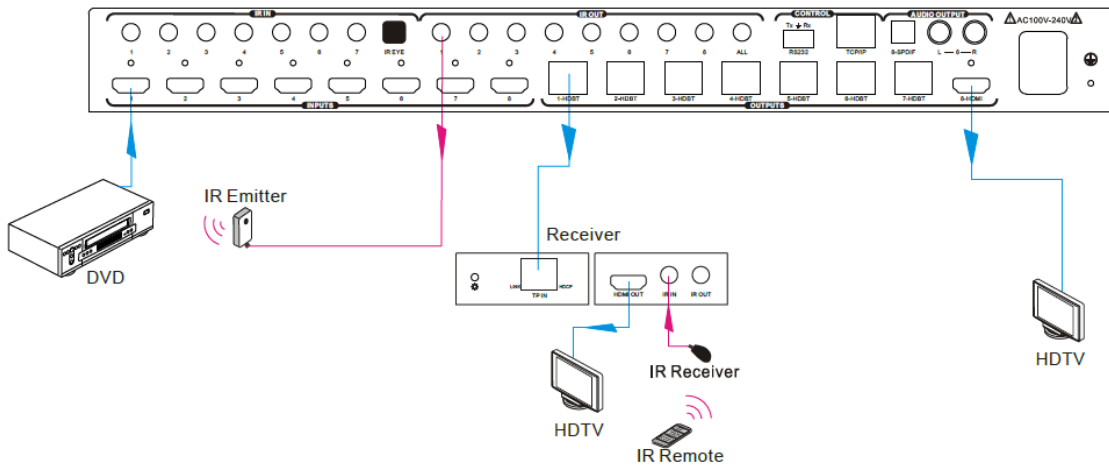 IR IN IR OUT CONTROL AUDIO OUTPUT
AC100V-240V
Tx Rx
1 2 3 4 5 6 7 IR EYE 1 2 3 4 5 6 7 8 ALL RS232 TCP/IP 8-SPDIF L — 8 — R
1 2 3 4 5 6 7 8 1-HDBT 2-HDBT 3-HDBT 4-HDBT 5-HDBT 6-HDBT 7-HDBT 8-HDMI
INPUTS OUTPUTS
IR Emitter
DVD
Receiver
LINK HDCP
TP IN
HDMI OUT IR IN IR OUT
IR Receiver
HDTV
IR Remote
HDTV